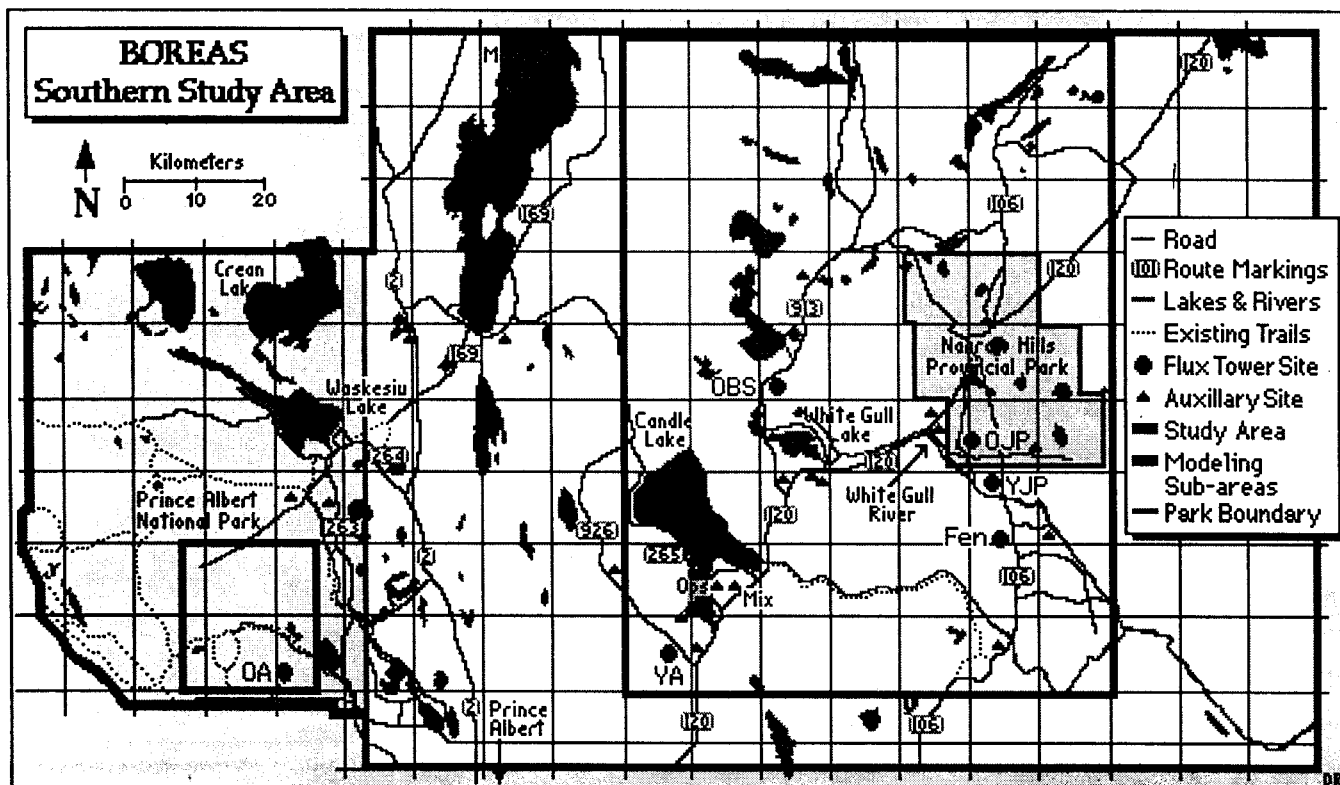 BOREAS
Southern Study Area
Kilometers
N
0 10 20
M
120
169
106
Crean
Lake
2
913
120
169
Nipawin Hills
Provincial Park
OBS
Waskesiu
Lake
Candle
Lake
White Gull
Lake
OJP
264
120
White Gull
River
YJP
Prince Albert
National Park
263
926
120
Fen
2
265
106
Mix
OA
YA
2
Prince
Albert
120
106
Road
101 Route Markings
Lakes & Rivers
Existing Trails
Flux Tower Site
Auxillary Site
Study Area
Modeling
Sub-areas
Park Boundary